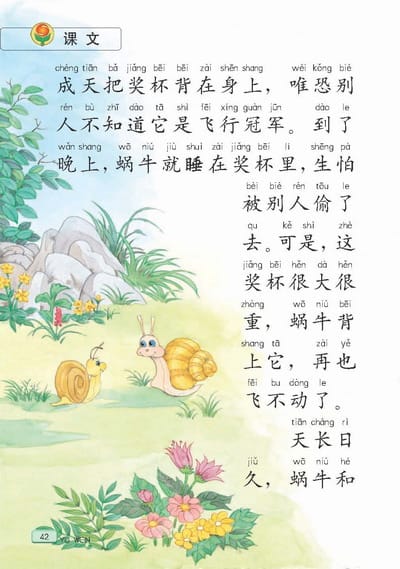 课文
chéng tiān bǎ jiǎng bēi bēi zài shēn shang wéi kǒng bié
成天把奖杯背在身上，唯恐别
rén bù zhī dào tā shì fēi xíng guàn jūn dào le
人不知道它是飞行冠军。到了
wǎn shang wō niú jiù shuì zài jiǎng bēi lǐ shēng pà
晚上，蜗牛就睡在奖杯里，生怕
bèi bié rén tōu le
被别人偷了
qu kě shì zhè
去。可是，这
jiǎng bēi hěn dà hěn
奖杯很大很
zhòng wō niú bēi
重，蜗牛背
shàng tā zài yě
上它，再也
fēi bu dòng le
飞不动了。
tiān cháng rì
天长日
jiǔ wō niú hé
久，蜗牛和
42
YU WEN